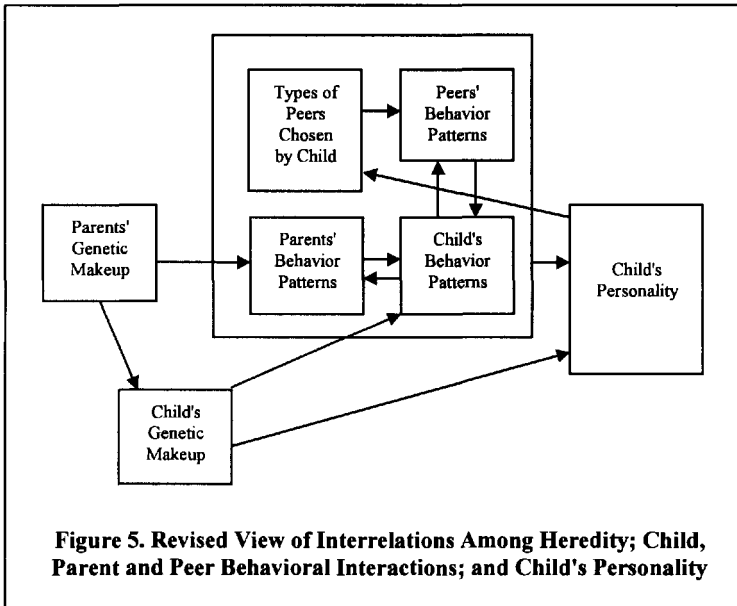 Types of
Peers
Chosen
by Child
Peers'
Behavior
Patterns
Parents'
Genetic
Makeup
Parents'
Behavior
Patterns
Child's
Behavior
Patterns
Child's
Personality
Child's
Genetic
Makeup
Figure 5. Revised View of Interrelations Among Heredity; Child,
Parent and Peer Behavioral Interactions; and Child's Personality